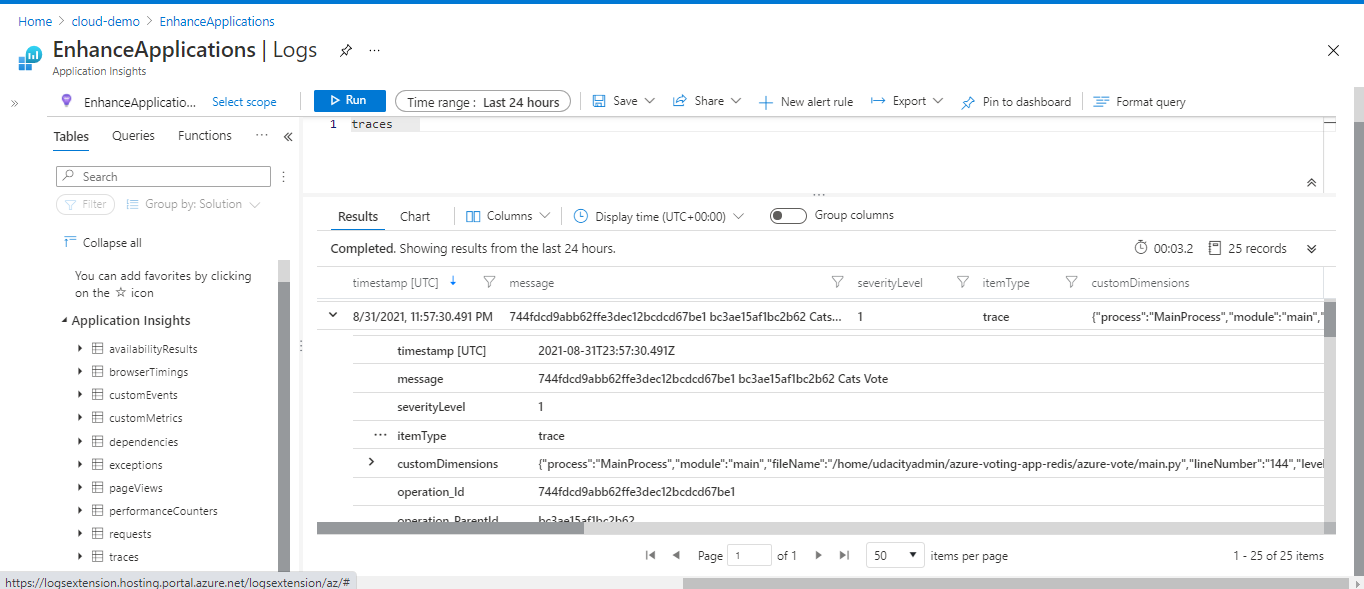 Home > cloud-demo > EnhanceApplications
EnhanceApplications | Logs ...
Application Insights
EnhanceApplicatio... Select scope Run Time range : Last 24 hours Save Share New alert rule Export Pin to dashboard Format query
Tables Queries Functions ...
1 traces
Search
Filter Group by: Solution
Results Chart Columns Display time (UTC+00:00) Group columns
Collapse all
Completed. Showing results from the last 24 hours. 00:03.2 25 records
You can add favorites by clicking
on the ☆ icon
timestamp [UTC] message severityLevel itemType customDimensions
8/31/2021, 11:57:30.491 PM 744fdcd9abb62ffe3dec12bcdcd67be1 bc3ae15af1bc2b62 Cats... 1 trace {"process":"MainProcess","module":"main","
Application Insights
availabilityResults
browserTimings
customEvents
customMetrics
dependencies
exceptions
pageViews
performanceCounters
requests
traces
timestamp [UTC] 2021-08-31T23:57:30.491Z
message 744fdcd9abb62ffe3dec12bcdcd67be1 bc3ae15af1bc2b62 Cats Vote
severityLevel 1
... itemType trace
customDimensions {"process":"MainProcess","module":"main","fileName":"/home/udacityadmin/azure-voting-app-redis/azure-vote/main.py","lineNumber":"144","level
operation_Id 744fdcd9abb62ffe3dec12bcdcd67be1
operation_ParentId bc3ae15af1bc2b62
Page 1 of 1 50 items per page 1 - 25 of 25 items
https://logsextension.hosting.portal.azure.net/logsextension/az/#